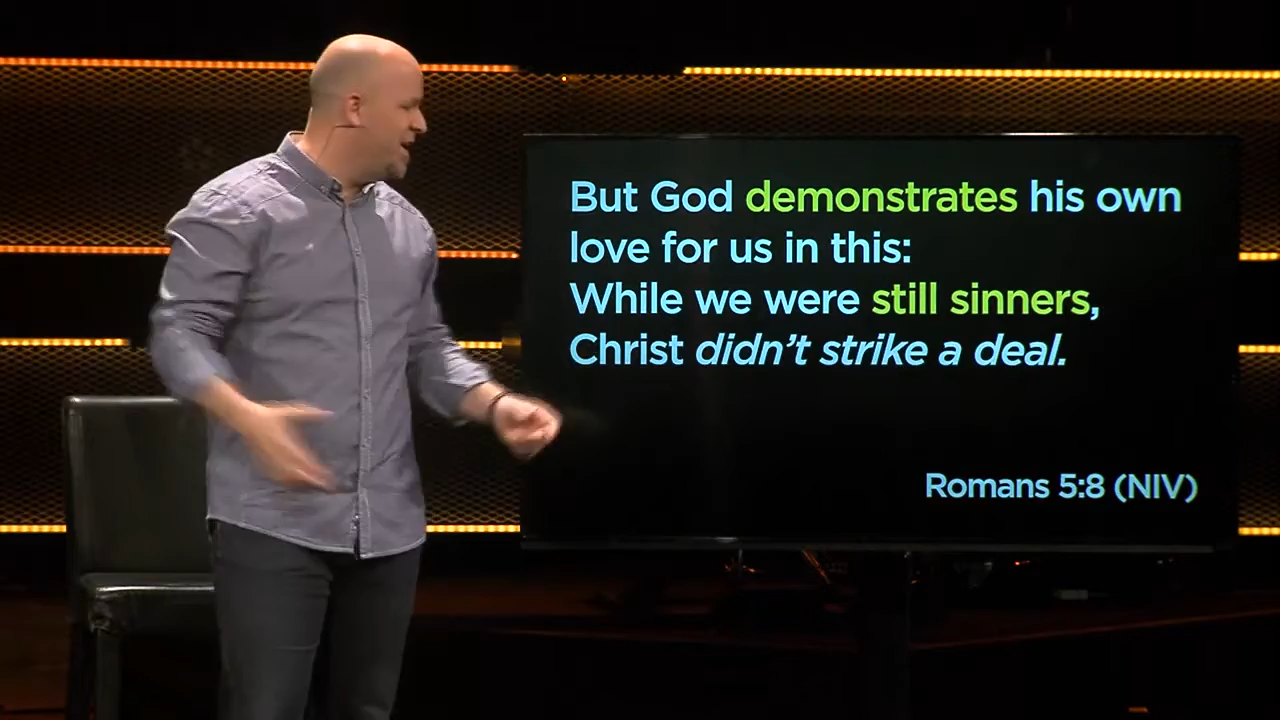 But God demonstrates his own
love for us in this:
While we were still sinners,
Christ didn't strike a deal.
Romans 5:8 (NIV)